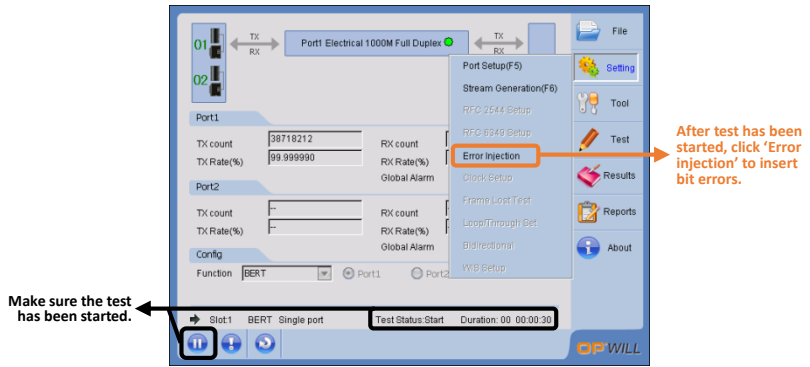 01
TX
RX
Port1 Electrical 1000M Full Duplex
TX
RX
02
File
Setting
Tool
Test
Results
Reports
About
Port Setup(F5)
Stream Generation(F6)
RFC 2544 Setup
RFC 6349 Setup
Error Injection
Clock Setup
Frame Lost Test
Loop/Through Set
Bidirectional
WIS Setup
Port1
TX count 38718212 RX count
TX Rate(%) 99.999990 RX Rate(%)
Global Alarm
Port2
TX count -- RX count
TX Rate(%) -- RX Rate(%)
Global Alarm
Config
Function BERT Port1 Port2
Slot:1 BERT Single port Test Status:Start Duration: 00 00:00:30
OPWILL
After test has been
started, click ‘Error
injection’ to insert
bit errors.
Make sure the test
has been started.